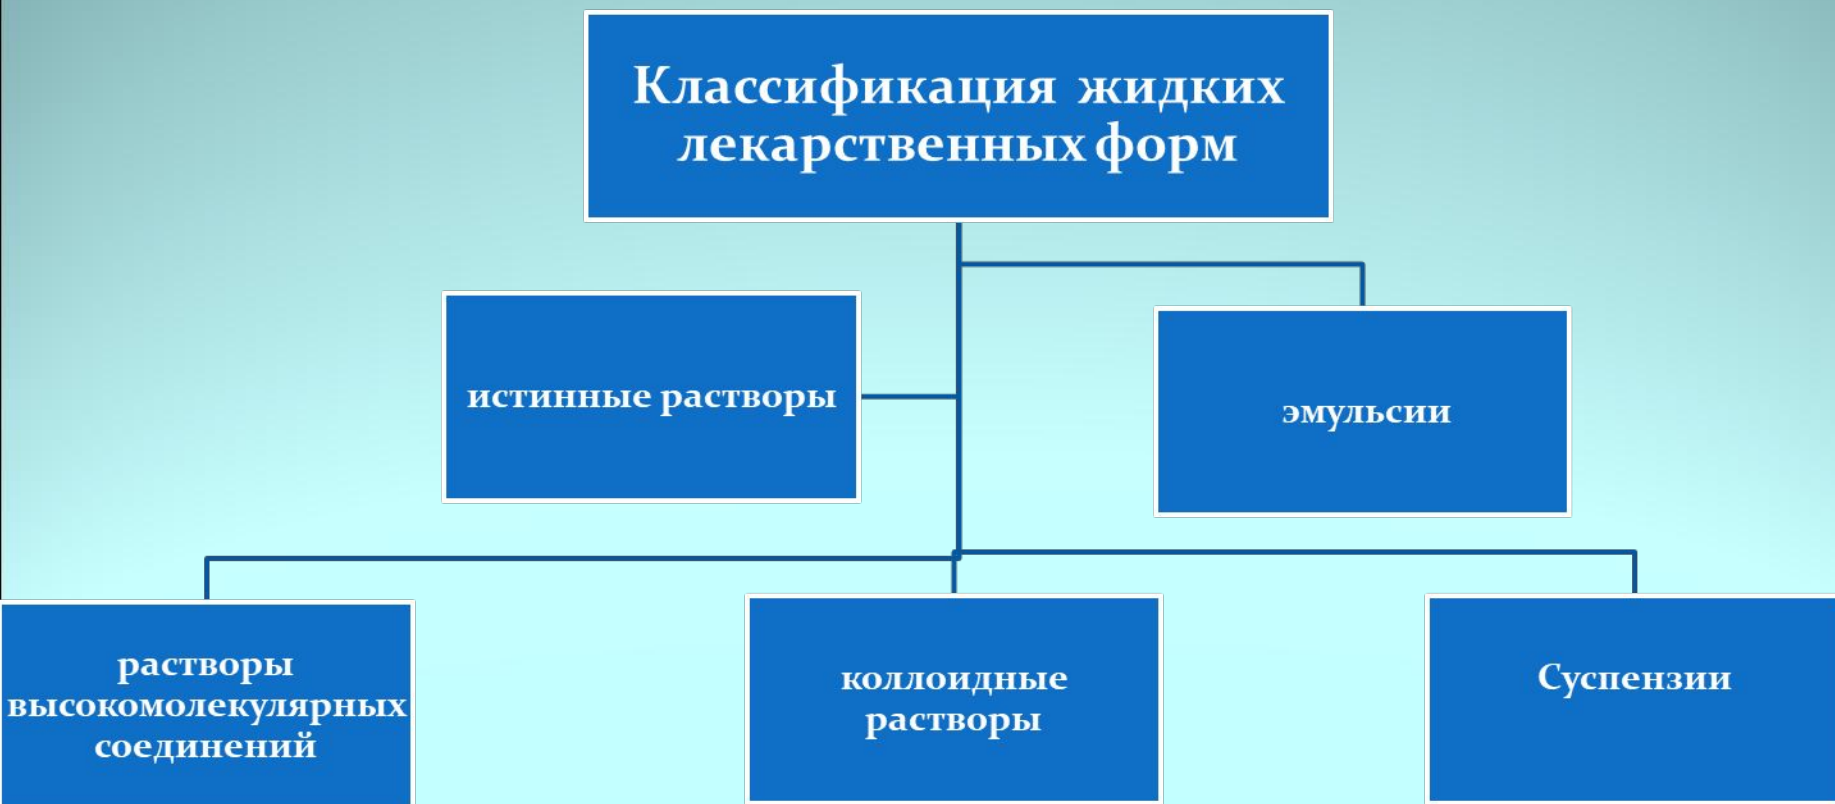 Классификация жидких
лекарственных форм
истинные растворы
эмульсии
растворы
высокомолекулярных
соединений
коллоидные
растворы
Суспензии